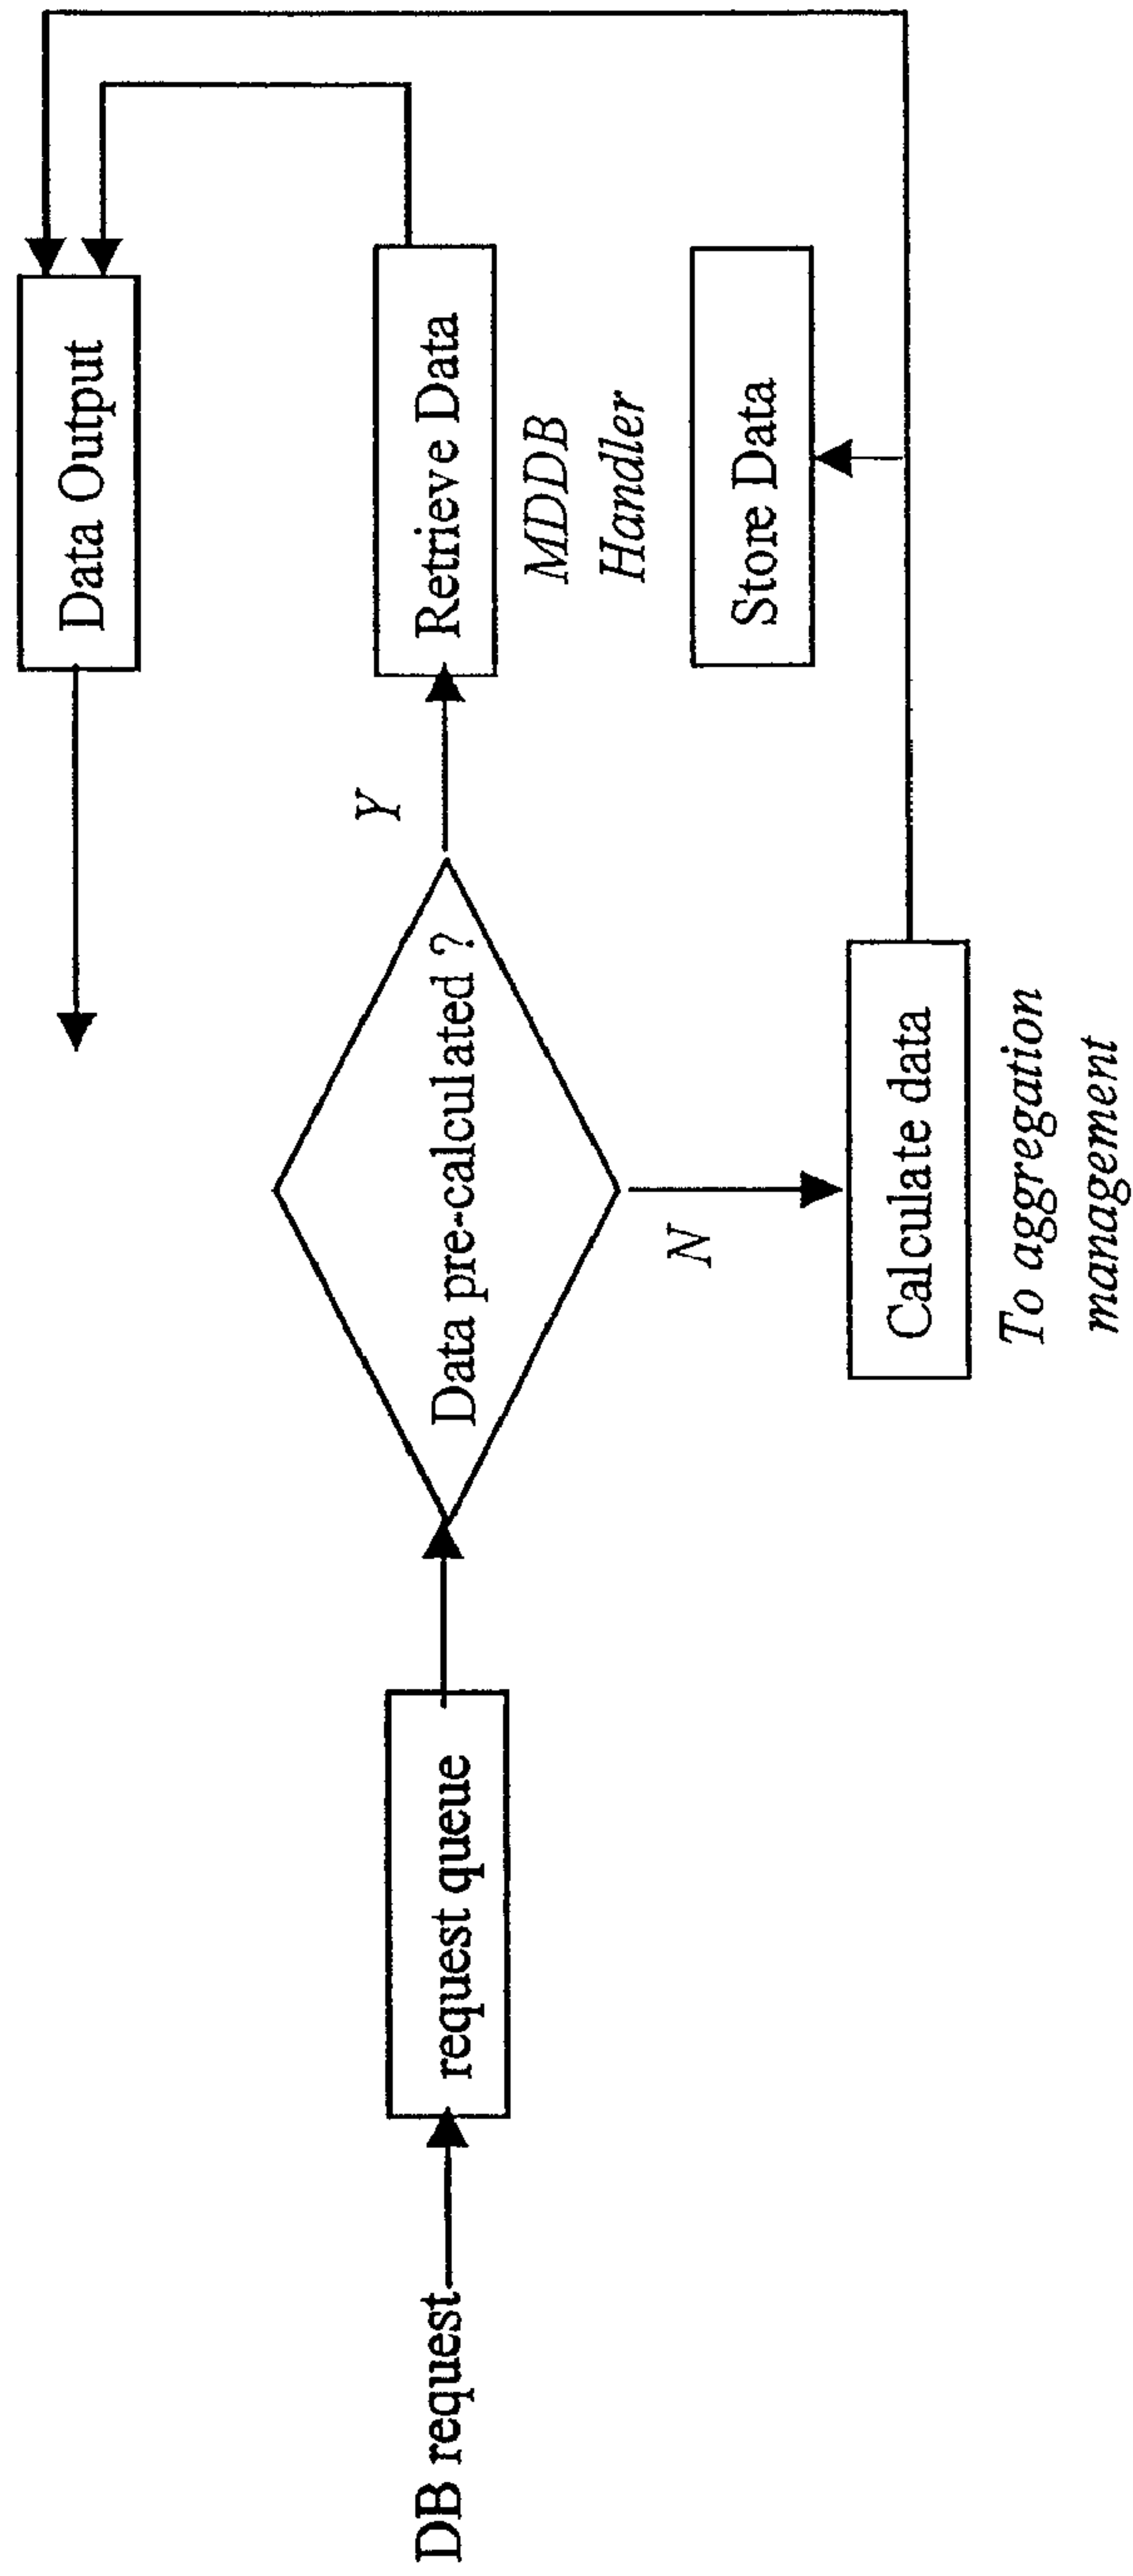 Data Output
DB request
request queue
Data pre-calculated ?
Y
Retrieve Data
MDDB
Handler
N
Store Data
Calculate data
To aggregation
management